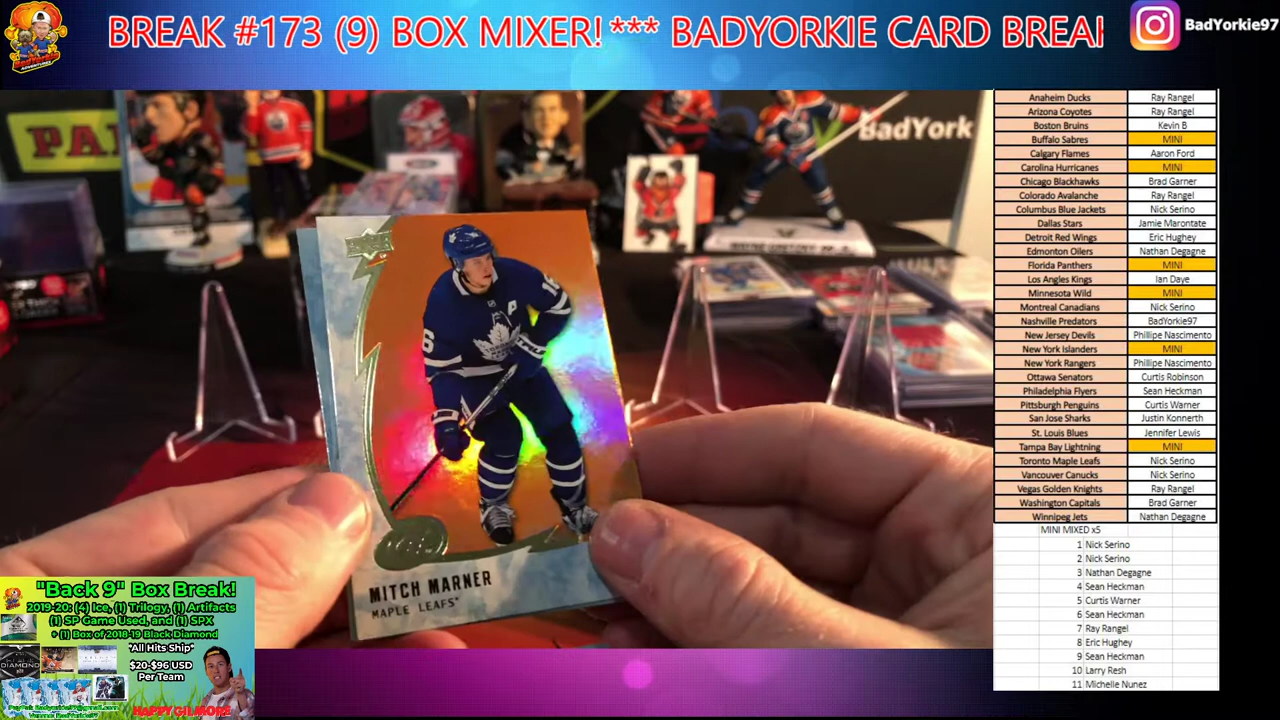 BREAK #173 (9) BOX MIXER! *** BADYORKIE CARD BREA
BadYorkie97
PA
BadYork
16
6
A
MITCH MARNER
MAPLE LEAFS
Anaheim Ducks Ray Rangel
Arizona Coyotes Ray Rangel
Boston Bruins Kevin B
Buffalo Sabres MINI
Calgary Flames Aaron Ford
Carolina Hurricanes MINI
Chicago Blackhawks Brad Garner
Colorado Avalanche Ray Rangel
Columbus Blue Jackets Nick Serino
Dallas Stars Jamie Marontate
Detroit Red Wings Eric Hughey
Edmonton Oilers Nathan Degagne
Florida Panthers MINI
Los Angles Kings Ian Daye
Minnesota Wild MINI
Montreal Canadians Nick Serino
Nashville Predators BadYorkie97
New Jersey Devils Phillipe Nascimento
New York Islanders MINI
New York Rangers Phillipe Nascimento
Ottawa Senators Curtis Robinson
Philadelphia Flyers Sean Heckman
Pittsburgh Penguins Curtis Warner
San Jose Sharks Justin Konnerth
St. Louis Blues Jennifer Lewis
Tampa Bay Lightning MINI
Toronto Maple Leafs Nick Serino
Vancouver Canucks Nick Serino
Vegas Golden Knights Ray Rangel
Washington Capitals Brad Garner
Winnipeg Jets Nathan Degagne
MINI MIXED x5
1 Nick Serino
2 Nick Serino
3 Nathan Degagne
4 Sean Heckman
5 Curtis Warner
6 Sean Heckman
7 Ray Rangel
8 Eric Hughey
9 Sean Heckman
10 Larry Resh
11 Michelle Nunez
"Back 9" Box Break!
2019-20: (4) Ice, (1) Trilogy, (1) Artifacts
(1) SP Game Used, and (1) SPX
+ (1) Box of 2018-19 Black Diamond
*All Hits Ship*
$20-$96 USD
Per Team
DIAMOND
HAPPY GILMORE